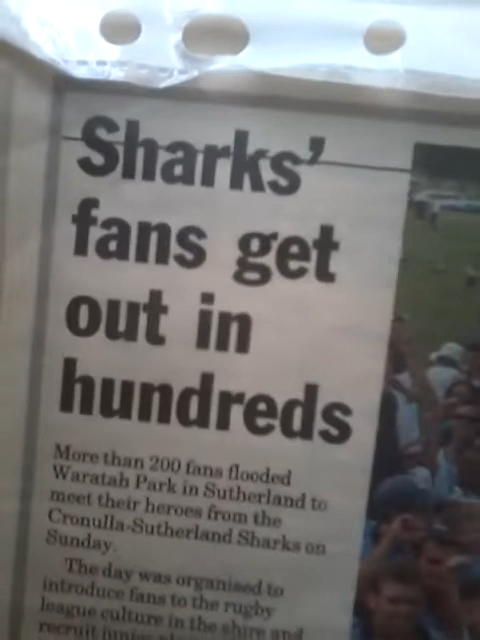 Sharks'
fans get
out in
hundreds
More than 200 fans flooded
Waratah Park in Sutherland to
meet their heroes from the
Cronulla-Sutherland Sharks on
Sunday.
The day was organised to
introduce fans to the rugby
league culture in the shire and
recruit junior